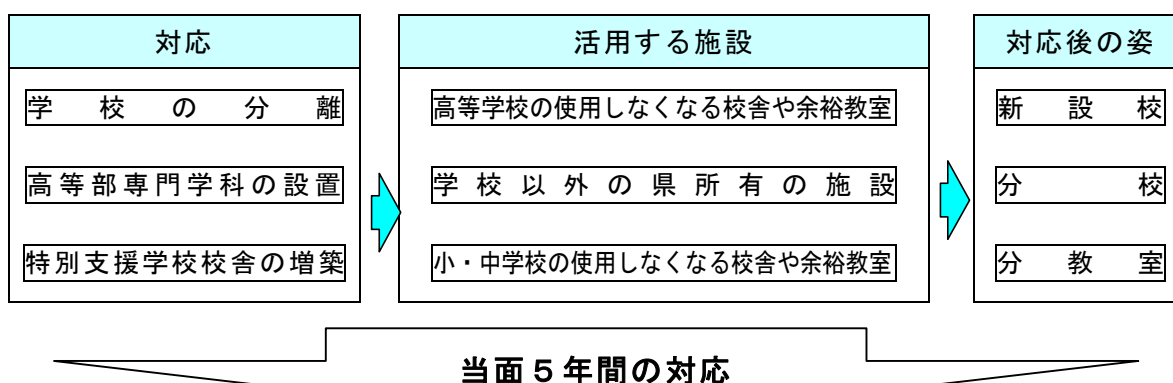 対応
学校の分離
高等部専門学科の設置
特別支援学校校舎の増築
活用する施設
高等学校の使用しなくなる校舎や余裕教室
学校以外の県所有の施設
小・中学校の使用しなくなる校舎や余裕教室
対応後の姿
新設校
分校
分教室
当面５年間の対応